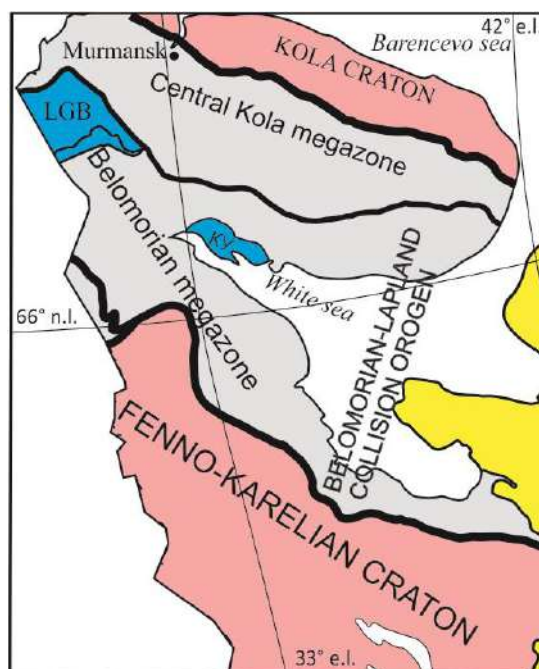 42° e.l.
Barencevo sea
Murmansk
KOLA CRATON
Central Kola megazone
LGB
Belomorian megazone
KY
White sea
66° n.l.
BELOMORIAN-LAPLAND
COLLISION OROGEN
FENNO-KARELIAN CRATON
33° e.l.